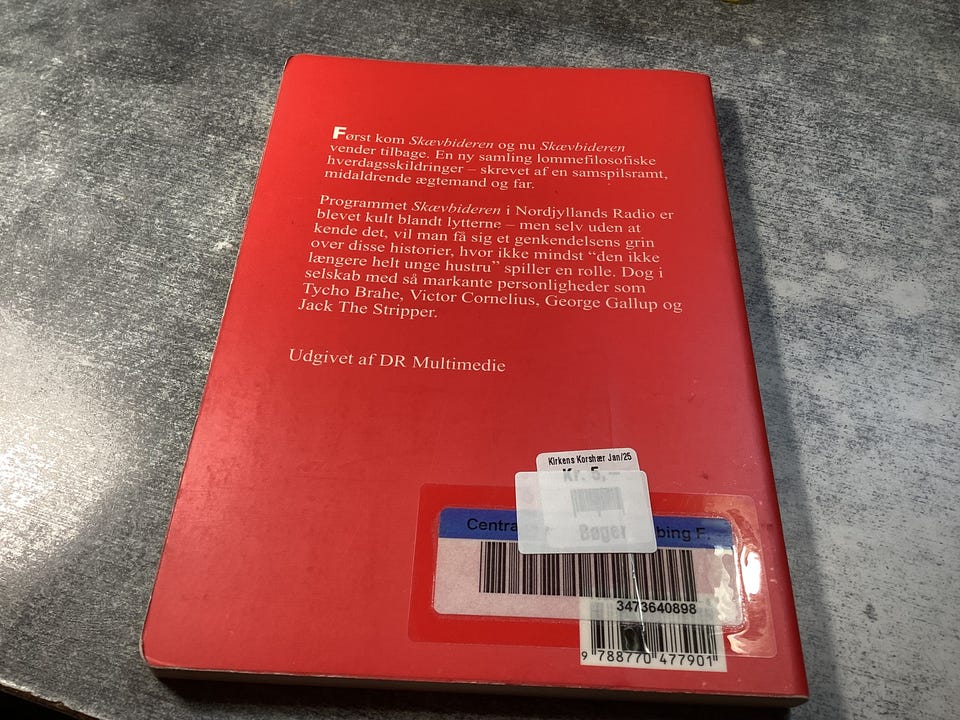 Først kom Skævbideren og nu Skævbideren
vender tilbage. En ny samling lommefilosofiske
hverdagsskildringer – skrevet af en samspilsramt,
midaldrende ægtemand og far.
Programmet Skævbideren i Nordjyllands Radio er
blevet kult blandt lytterne – men selv uden at
kende det, vil man få sig et genkendelsens grin
over disse historier, hvor ikke mindst “den ikke
længere helt unge hustru” spiller en rolle. Dog i
selskab med så markante personligheder som
Tycho Brahe, Victor Cornelius, George Gallup og
Jack The Stripper.
Udgivet af DR Multimedie
Kirkens Korshær Jan/25
Kr. 5,–
Bøger
Centra bing F.
3473640898
9 788770 477901